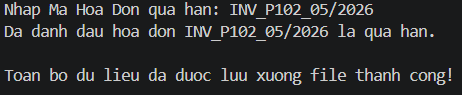 Nhap Ma Hoa Don qua han: INV_P102_05/2026
Da danh dau hoa don INV_P102_05/2026 la qua han.
Toan bo du lieu da duoc luu xuong file thanh cong!